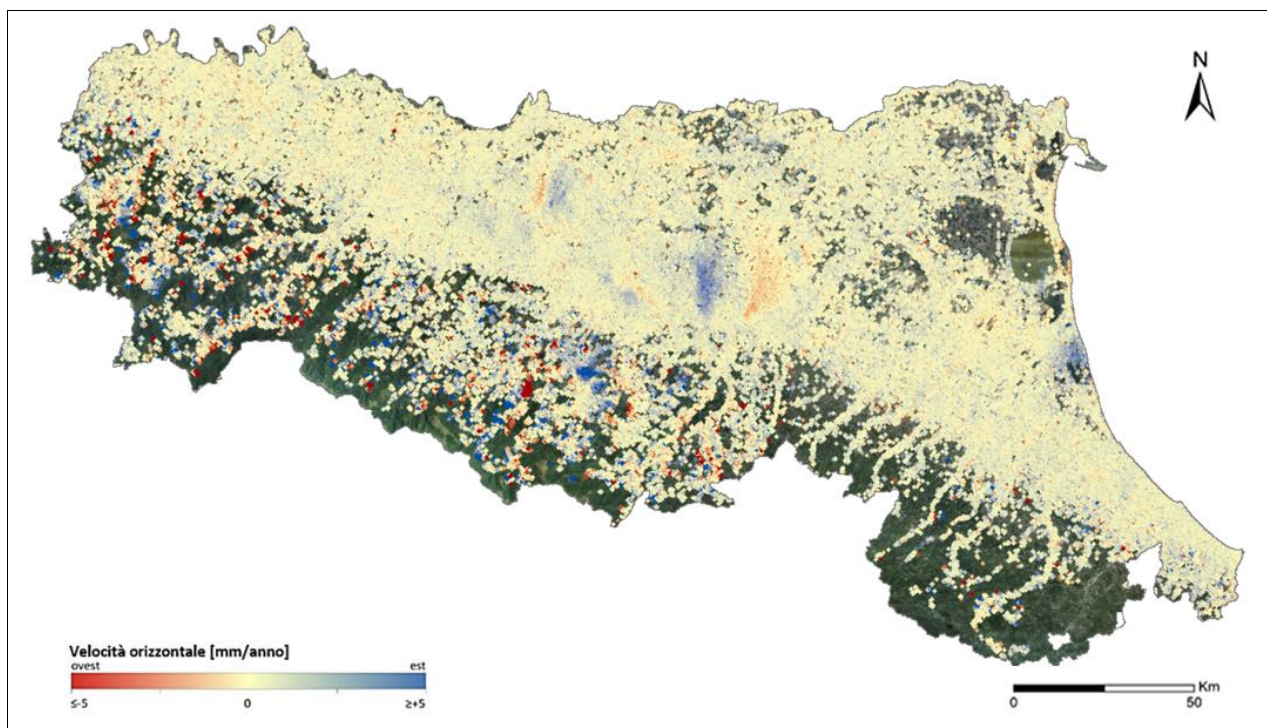 N
Velocità orizzontale [mm/anno]
ovest est
≤-5 0 ≥+5
Km
0 50